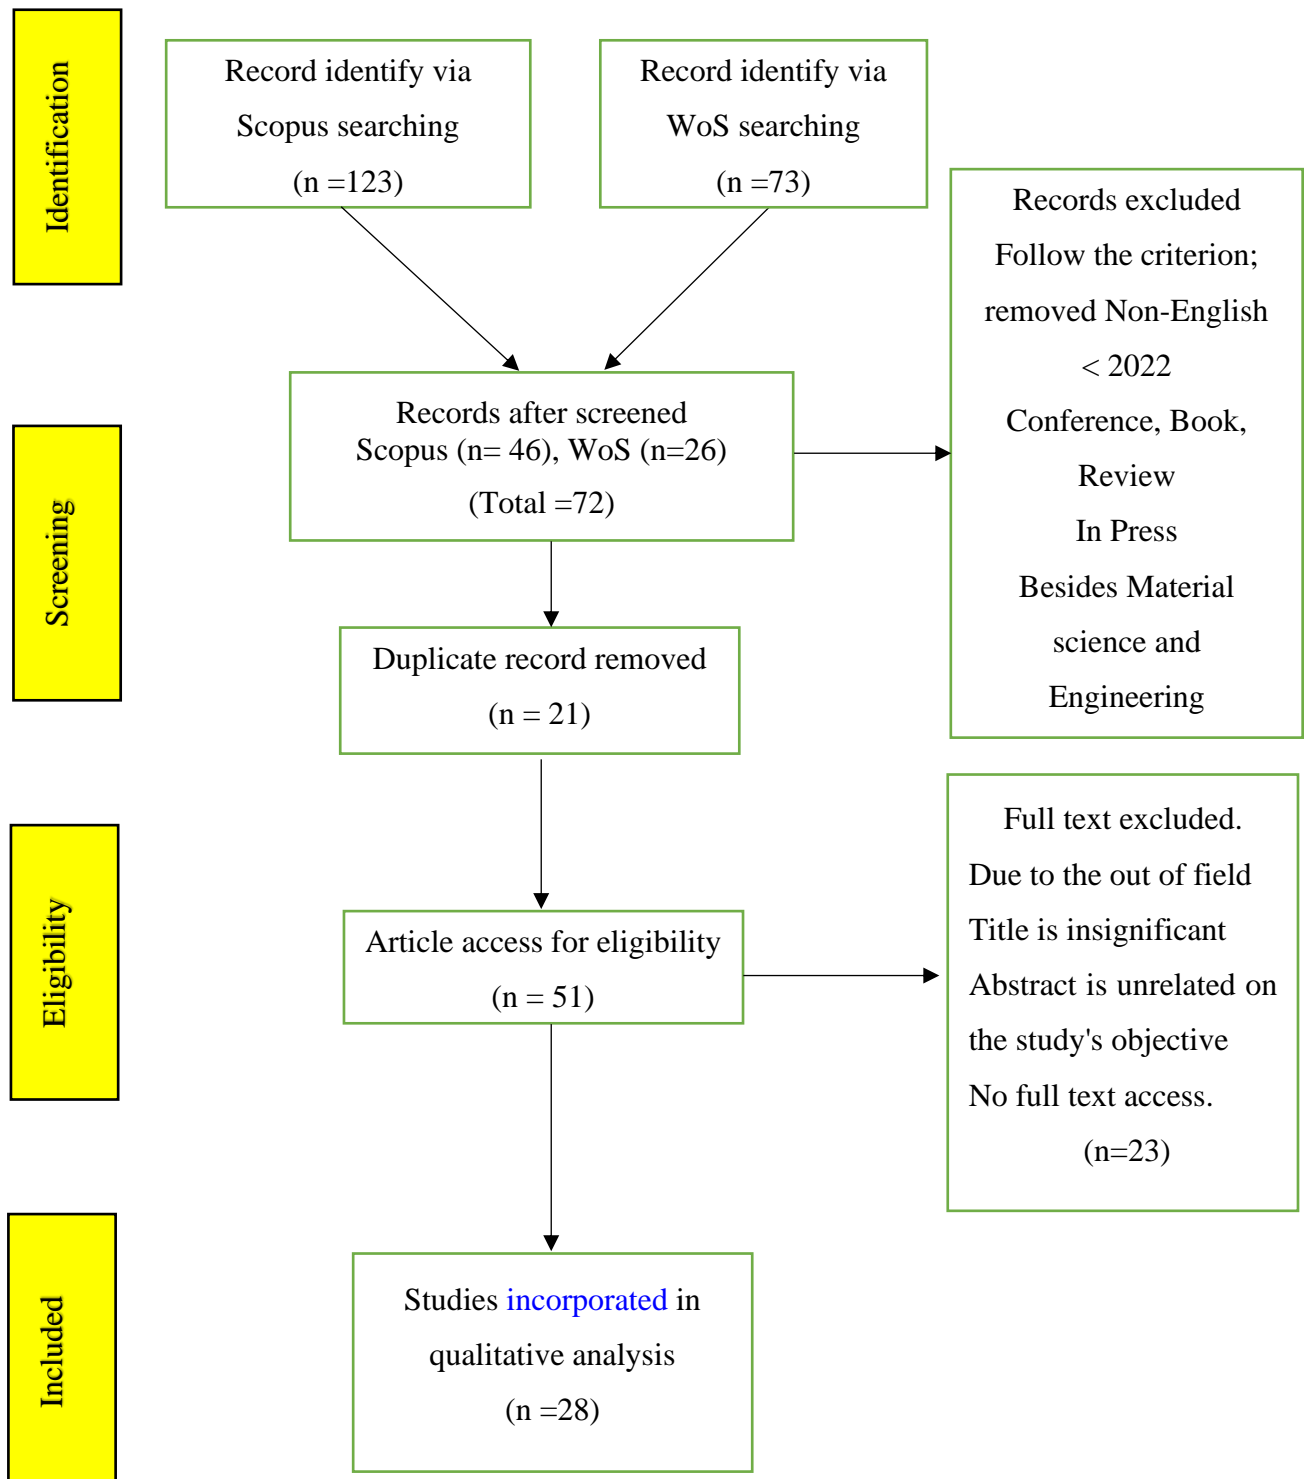 Identification
Record identify via
Scopus searching
(n =123)
Record identify via
WoS searching
(n =73)
Records excluded
Follow the criterion;
removed Non-English
< 2022
Conference, Book,
Review
In Press
Besides Material
science and
Engineering
Screening
Records after screened
Scopus (n= 46), WoS (n=26)
(Total =72)
Duplicate record removed
(n = 21)
Eligibility
Article access for eligibility
(n = 51)
Full text excluded.
Due to the out of field
Title is insignificant
Abstract is unrelated on
the study's objective
No full text access.
(n=23)
Included
Studies incorporated in
qualitative analysis
(n =28)